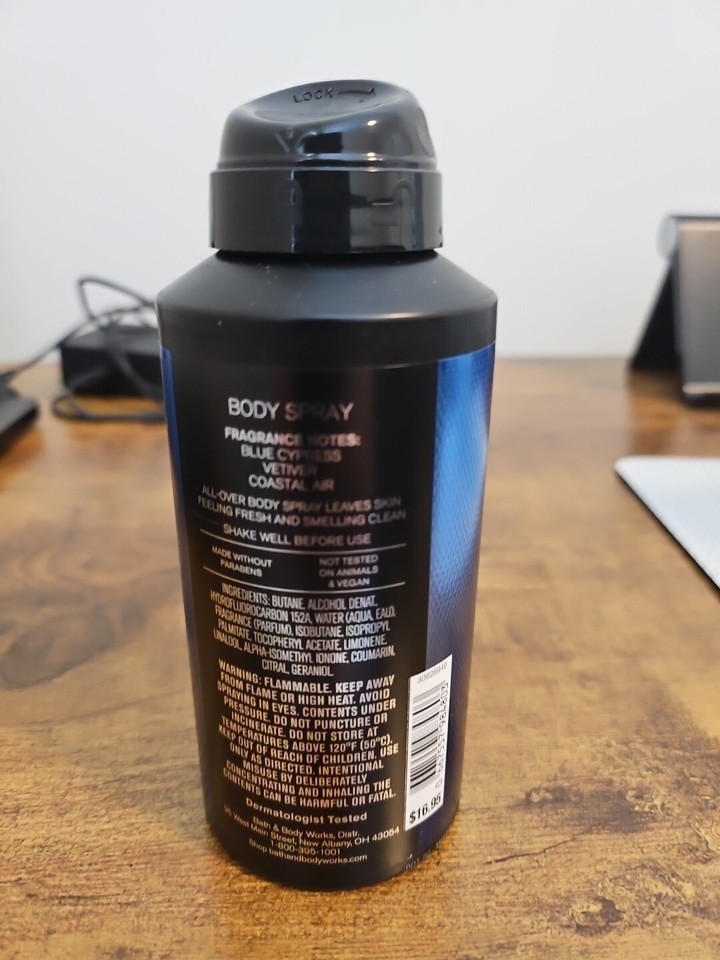 LOCK
BODY SPRAY
FRAGRANCE NOTES:
BLUE CYPRESS
VETIVER
COASTAL AIR
ALL-OVER BODY SPRAY LEAVES SKIN
FEELING FRESH AND SMELLING CLEAN
SHAKE WELL BEFORE USE
MADE WITHOUT
PARABENS
NOT TESTED
ON ANIMALS
& VEGAN
INGREDIENTS: BUTANE, ALCOHOL DENAT.,
HYDROFLUOROCARBON 152A, WATER (AQUA, EAU),
FRAGRANCE (PARFUM), ISOBUTANE, ISOPROPYL
PALMITATE, TOCOPHERYL ACETATE, LIMONENE,
LINALOOL, ALPHA-ISOMETHYL IONONE, COUMARIN,
CITRAL, GERANIOL.
WARNING: FLAMMABLE. KEEP AWAY
FROM FLAME OR HIGH HEAT. AVOID
SPRAYING IN EYES. CONTENTS UNDER
PRESSURE. DO NOT PUNCTURE OR
INCINERATE. DO NOT STORE AT
TEMPERATURES ABOVE 120°F (50°C).
KEEP OUT OF REACH OF CHILDREN. USE
ONLY AS DIRECTED. INTENTIONAL
MISUSE BY DELIBERATELY
CONCENTRATING AND INHALING THE
CONTENTS CAN BE HARMFUL OR FATAL.
Dermatologist Tested
Bath & Body Works, Distr.
95 West Main Street, New Albany, OH 43054
1-800-395-1001
Shop bathandbodyworks.com
$16.95